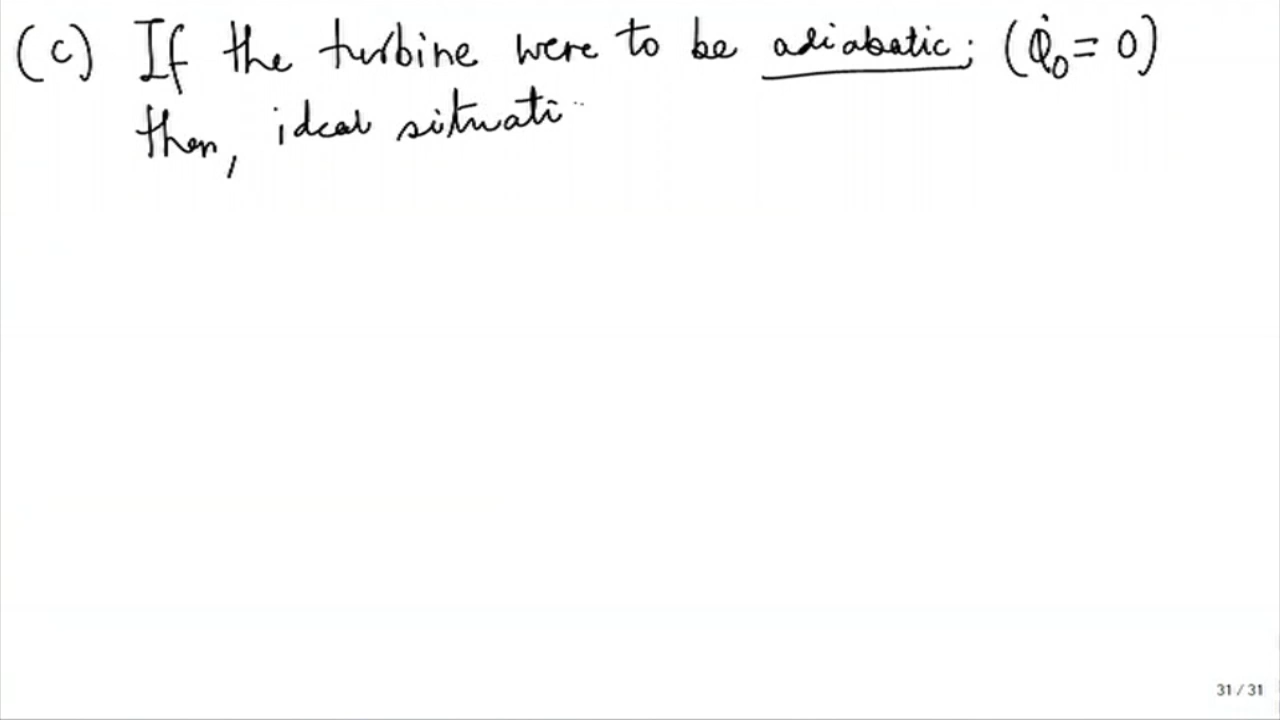 (c) If the turbine were to be adiabatic; (Q̇₀ = 0)
then, ideal situati
31 / 31